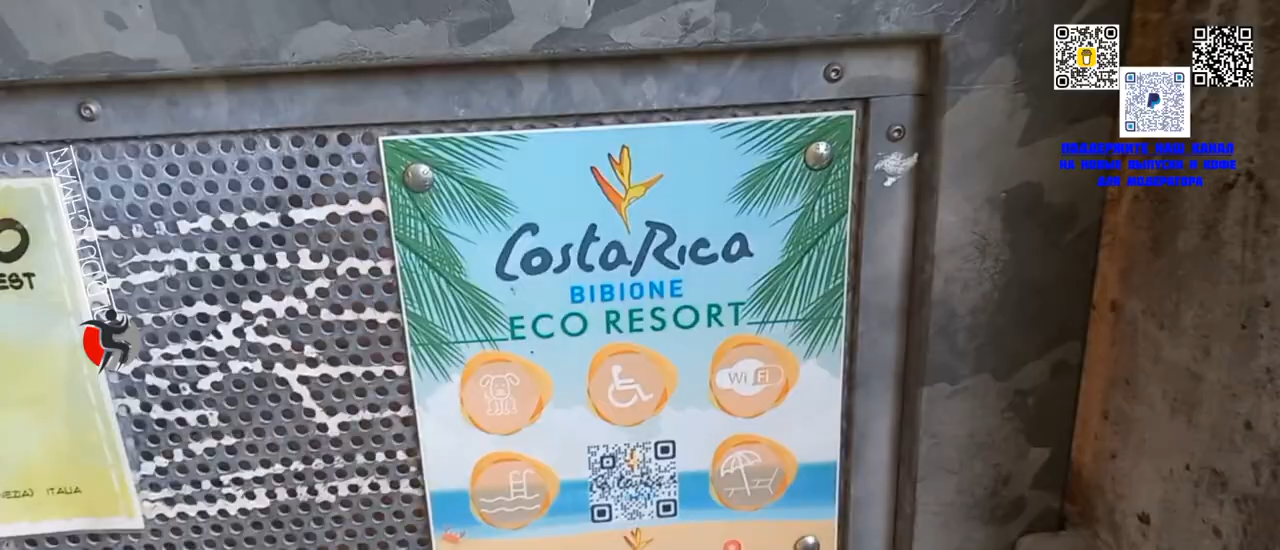 ПОДДЕРЖИТЕ НАШ КАНАЛ
НА НОВЫЕ ВЫПУСКИ И КОФЕ
ДЛЯ МОДЕРАТОРА
EST
ITALIA
CostaRica
BIBIONE
ECO RESORT
Wi Fi